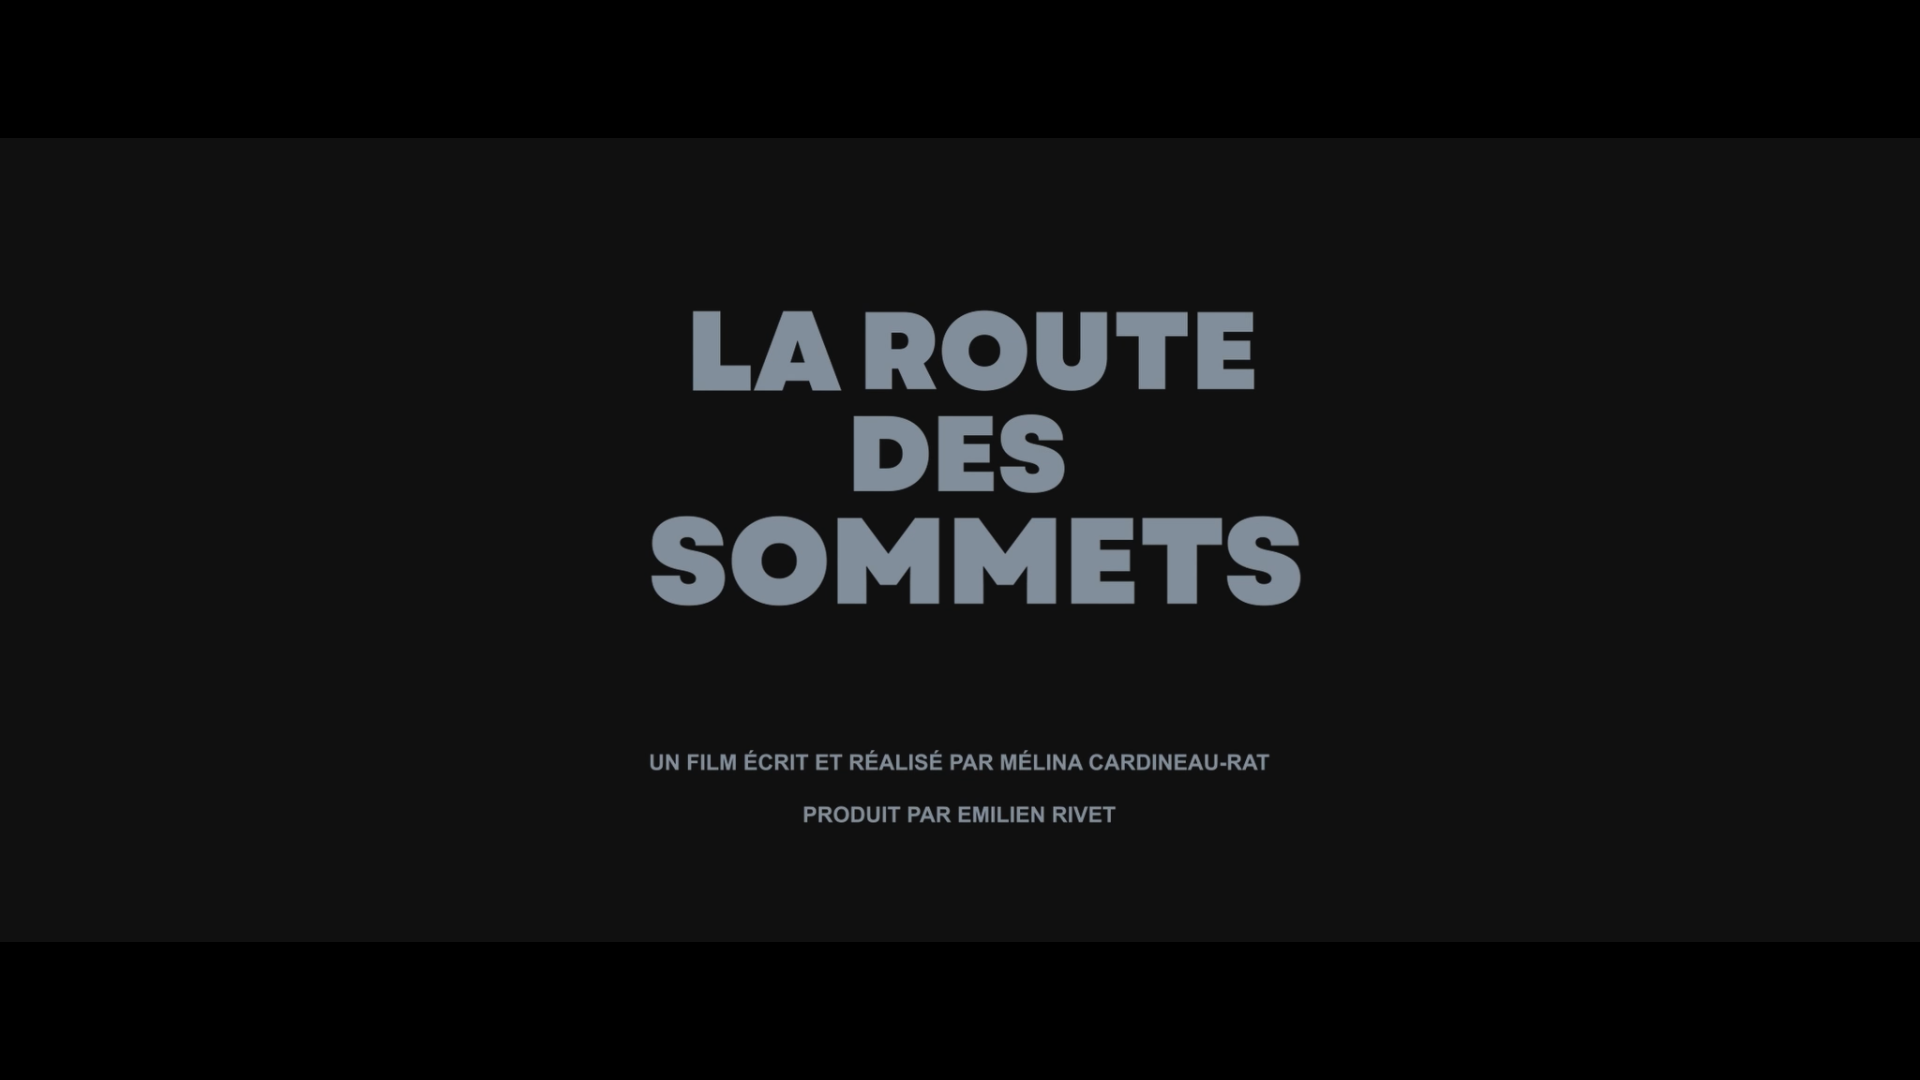 LA ROUTE
DES
SOMMETS
UN FILM ÉCRIT ET RÉALISÉ PAR MÉLINA CARDINEAU-RAT
PRODUIT PAR EMILIEN RIVET